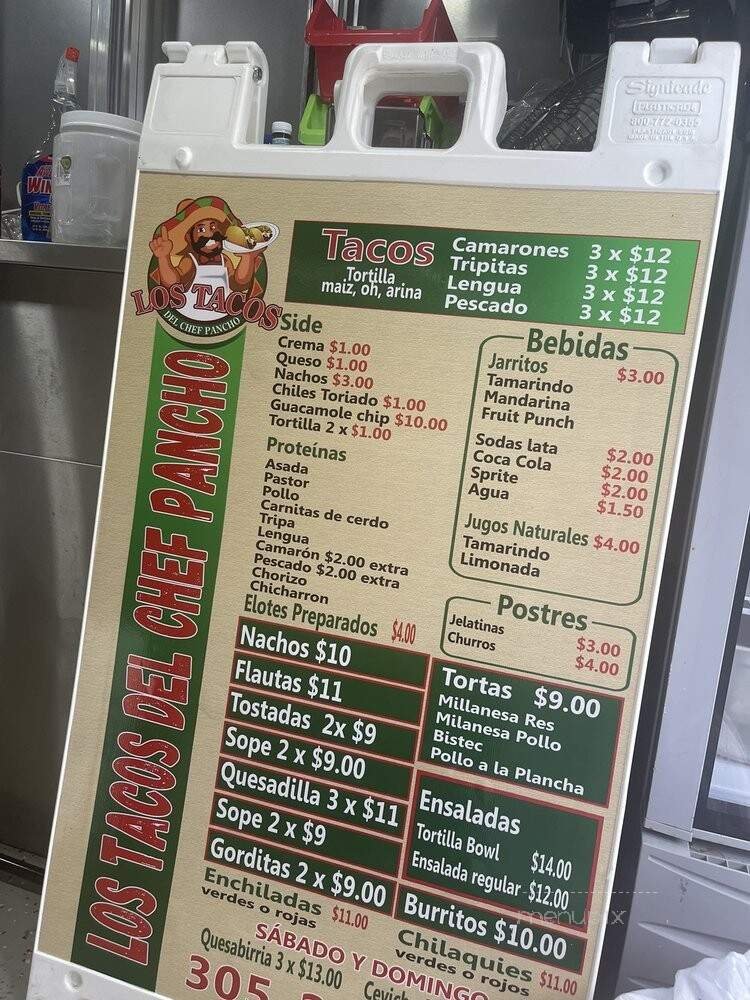 Signicade
PLASTICADE
800-772-0355
WIN
LOS TACOS
DEL CHEF PANCHO
LOS TACOS DEL CHEF PANCHO
Tacos
Tortilla
maiz, oh, arina
Camarones 3 x $12
Tripitas 3 x $12
Lengua 3 x $12
Pescado 3 x $12
Side
Crema $1.00
Queso $1.00
Nachos $3.00
Chiles Toriado $1.00
Guacamole chip $10.00
Tortilla 2 x $1.00
Proteínas
Asada
Pastor
Pollo
Carnitas de cerdo
Tripa
Lengua
Camarón $2.00 extra
Pescado $2.00 extra
Chorizo
Chicharron
Elotes Preparados $4.00
Nachos $10
Flautas $11
Tostadas 2x $9
Sope 2 x $9.00
Quesadilla 3 x $11
Sope 2 x $9
Gorditas 2 x $9.00
Enchiladas
verdes o rojas $11.00
Bebidas
Jarritos $3.00
Tamarindo
Mandarina
Fruit Punch
Sodas lata $2.00
Coca Cola $2.00
Sprite $2.00
Agua $1.50
Jugos Naturales $4.00
Tamarindo
Limonada
Postres
Jelatinas $3.00
Churros $4.00
Tortas $9.00
Millanesa Res
Milanesa Pollo
Bistec
Pollo a la Plancha
Ensaladas
Tortilla Bowl $14.00
Ensalada regular $12.00
Burritos $10.00
Chilaquies
verdes o rojos $11.00
SÁBADO Y DOMINGO
Quesabirria 3 x $13.00
Cevich
305
menupix